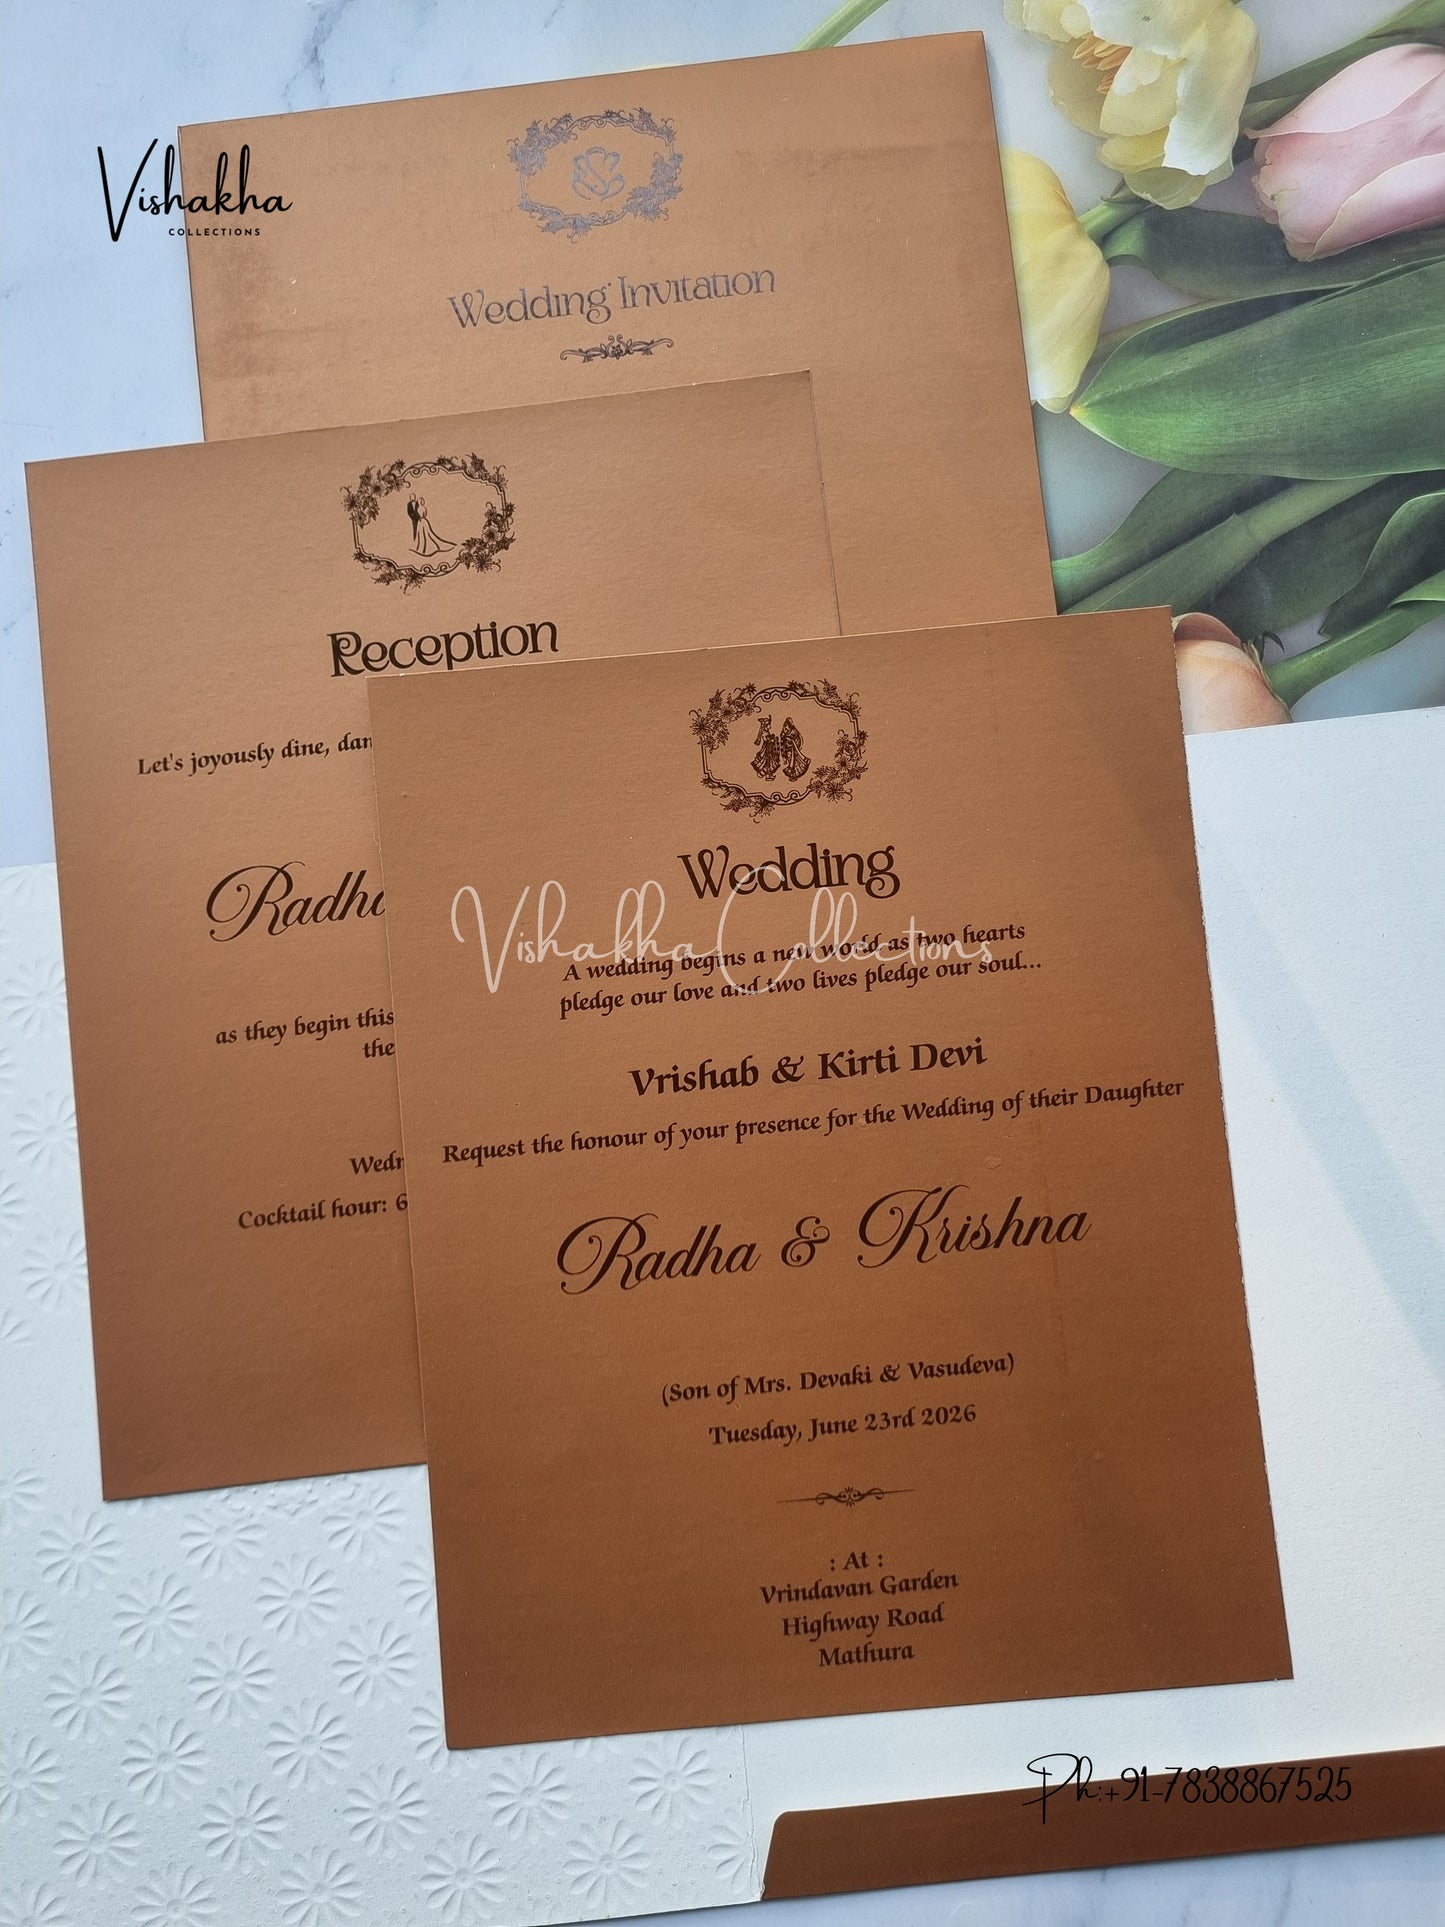 Vishakha
COLLECTIONS
Wedding Invitation
Reception
Let's joyously dine,
Radha
as they begin this
the
Cocktail hour: 6
Wedding
Vishakha Collections
A wedding begins a new world as two hearts
pledge our love and two lives pledge our soul...
Vrishab & Kirti Devi
Request the honour of your presence for the Wedding of their Daughter
Radha & Krishna
(Son of Mrs. Devaki & Vasudeva)
Tuesday, June 23rd 2026
: At :
Vrindavan Garden
Highway Road
Mathura
Ph:+91-7838867525